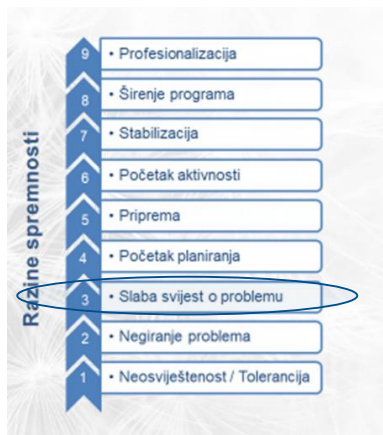 Razine spremnosti
9 • Profesionalizacija
8 • Širenje programa
7 • Stabilizacija
6 • Početak aktivnosti
5 • Priprema
4 • Početak planiranja
3 • Slaba svijest o problemu
2 • Negiranje problema
1 • Neosviještenost / Tolerancija